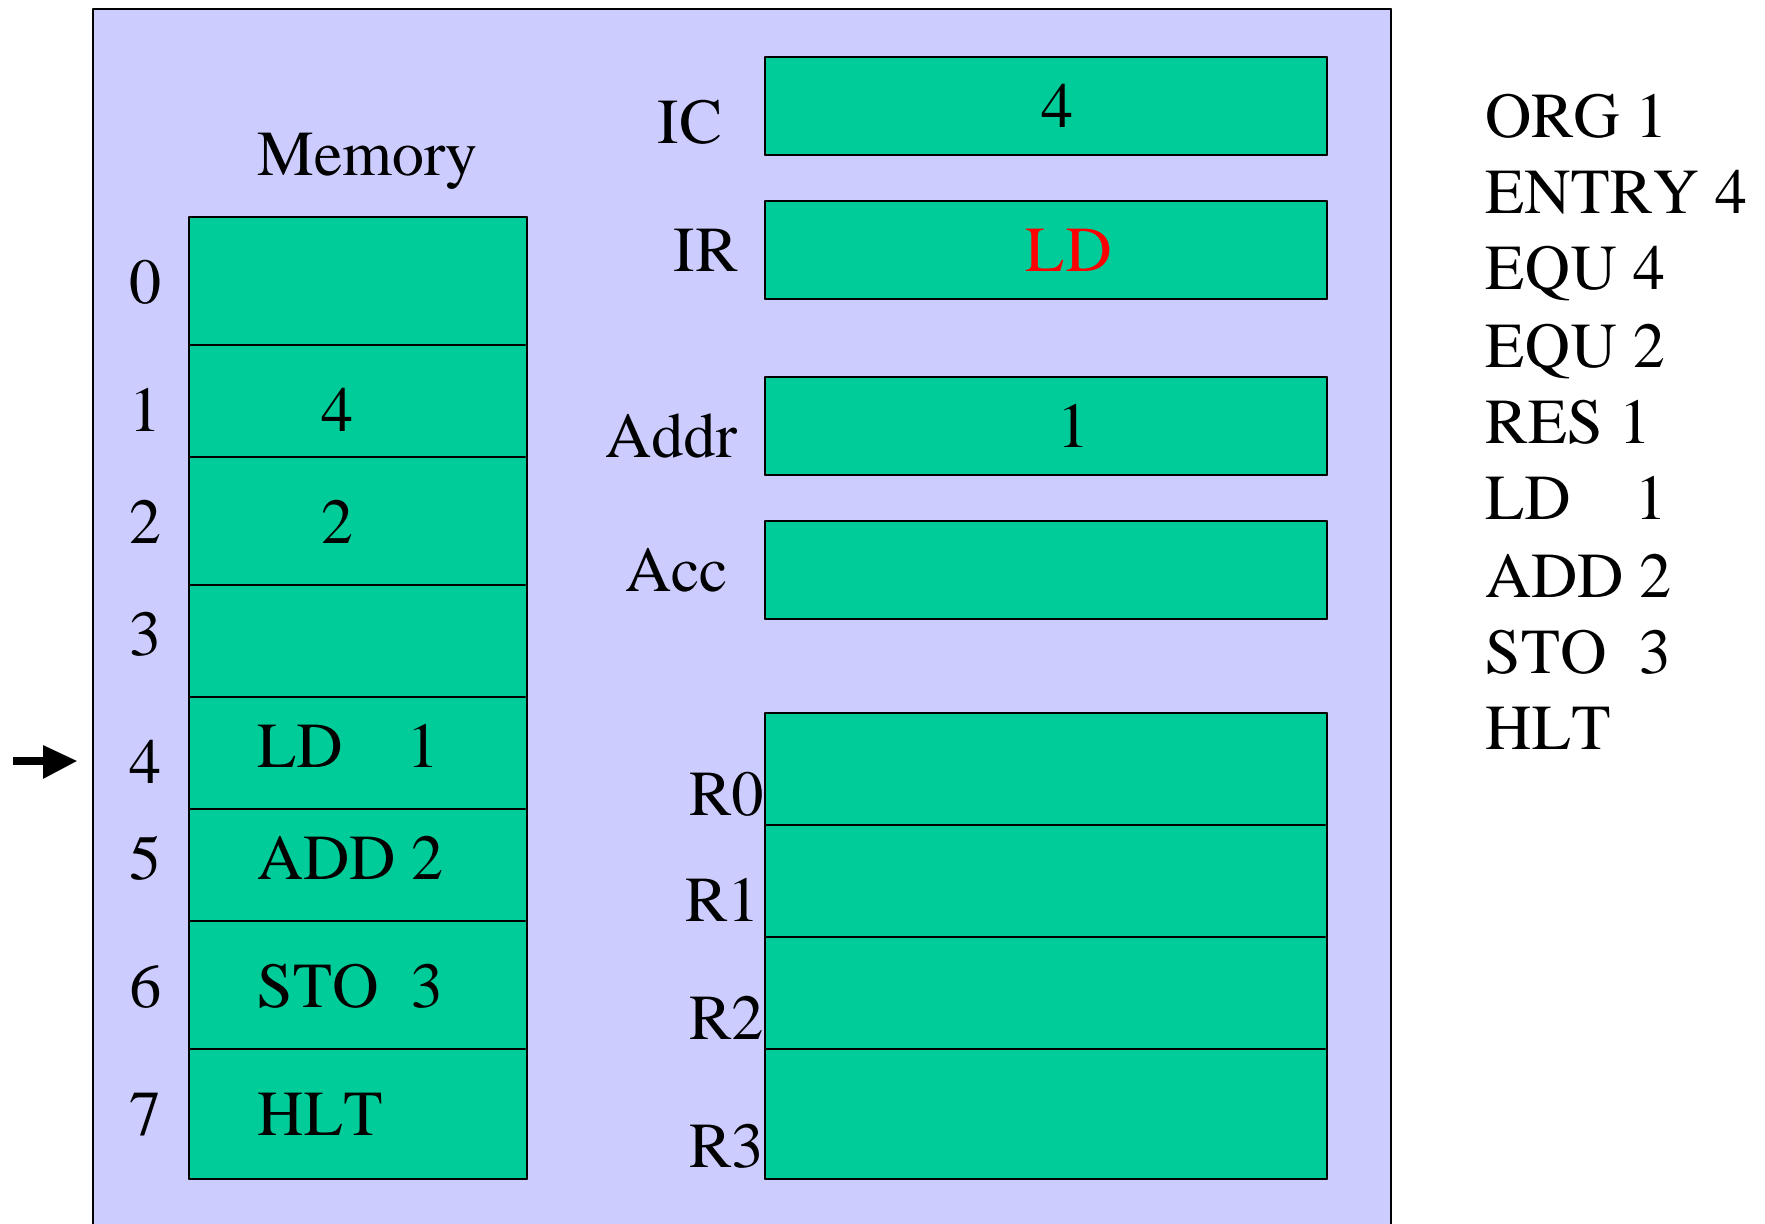 Memory
0
1 4
2 2
3
4 LD 1
5 ADD 2
6 STO 3
7 HLT
IC 4
IR LD
Addr 1
Acc
R0
R1
R2
R3
ORG 1
ENTRY 4
EQU 4
EQU 2
RES 1
LD 1
ADD 2
STO 3
HLT